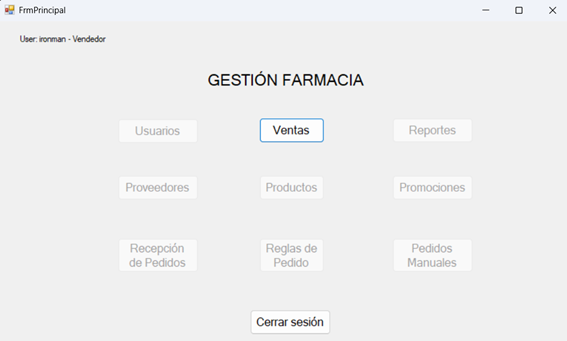 FrmPrincipal
User: ironman - Vendedor
GESTIÓN FARMACIA
Usuarios
Ventas
Reportes
Proveedores
Productos
Promociones
Recepción
de Pedidos
Reglas de
Pedido
Pedidos
Manuales
Cerrar sesión